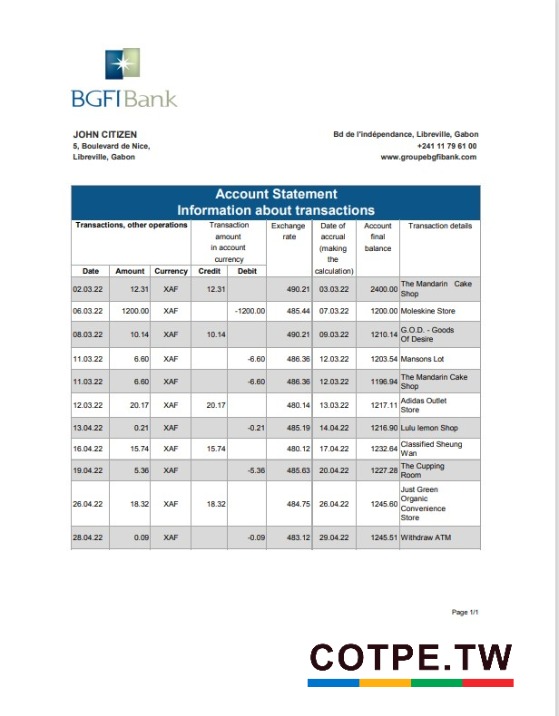 BGFIBank
JOHN CITIZEN
5, Boulevard de Nice,
Libreville, Gabon
Bd de l'indépendance, Libreville, Gabon
+241 11 79 61 00
www.groupebgfibank.com
Account Statement
Information about transactions
Transactions, other operations
Transaction
amount
in account
currency
Exchange
rate
Date of
accrual
(making
the
calculation)
Account
final
balance
Transaction details
Date Amount Currency Credit Debit
02.03.22 12.31 XAF 12.31 490.21 03.03.22 2400.00 The Mandarin Cake
Shop
06.03.22 1200.00 XAF -1200.00 485.44 07.03.22 1200.00 Moleskine Store
08.03.22 10.14 XAF 10.14 490.21 09.03.22 1210.14 G.O.D. - Goods
Of Desire
11.03.22 6.60 XAF -6.60 486.36 12.03.22 1203.54 Mansons Lot
11.03.22 6.60 XAF -6.60 486.36 12.03.22 1196.94 The Mandarin Cake
Shop
12.03.22 20.17 XAF 20.17 480.14 13.03.22 1217.11 Adidas Outlet
Store
13.04.22 0.21 XAF -0.21 485.19 14.04.22 1216.90 Lulu lemon Shop
16.04.22 15.74 XAF 15.74 480.12 17.04.22 1232.64 Classified Sheung
Wan
19.04.22 5.36 XAF -5.36 485.63 20.04.22 1227.28 The Cupping
Room
26.04.22 18.32 XAF 18.32 484.75 26.04.22 1245.60 Just Green
Organic
Convenience
Store
28.04.22 0.09 XAF -0.09 483.12 29.04.22 1245.51 Withdraw ATM
Page 1/1
COTPE.TW